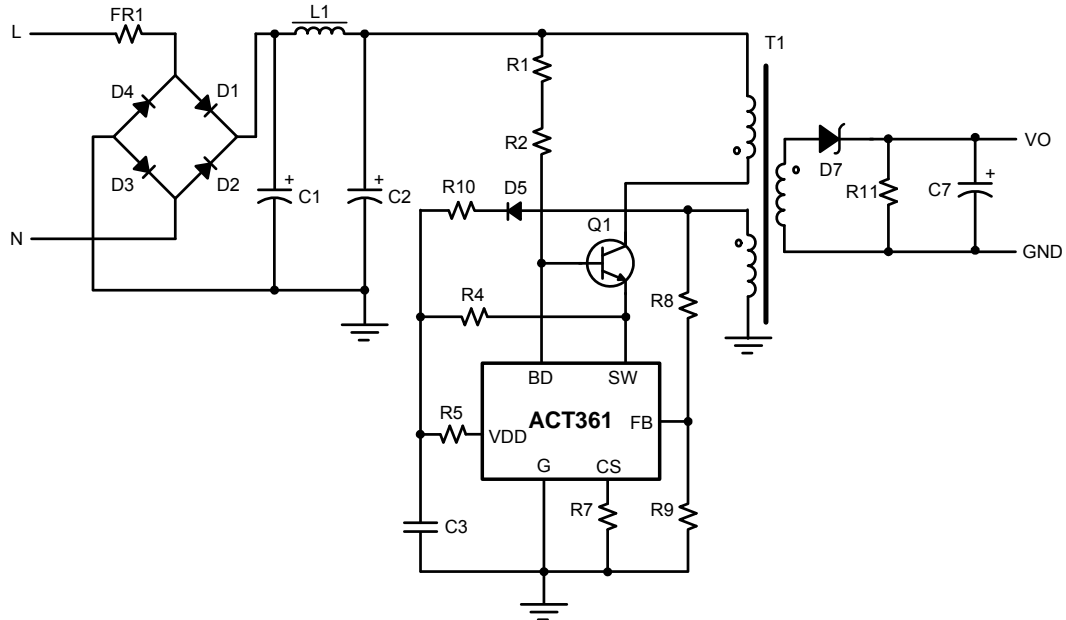 L1
FR1
L
T1
R1
D4
D1
R2
VO
D7
D3
D2
R10
D5
R11
C7
+
C1
+
C2
+
Q1
N
GND
R4
R8
BD
SW
R5
ACT361
FB
VDD
G
CS
R7
R9
C3